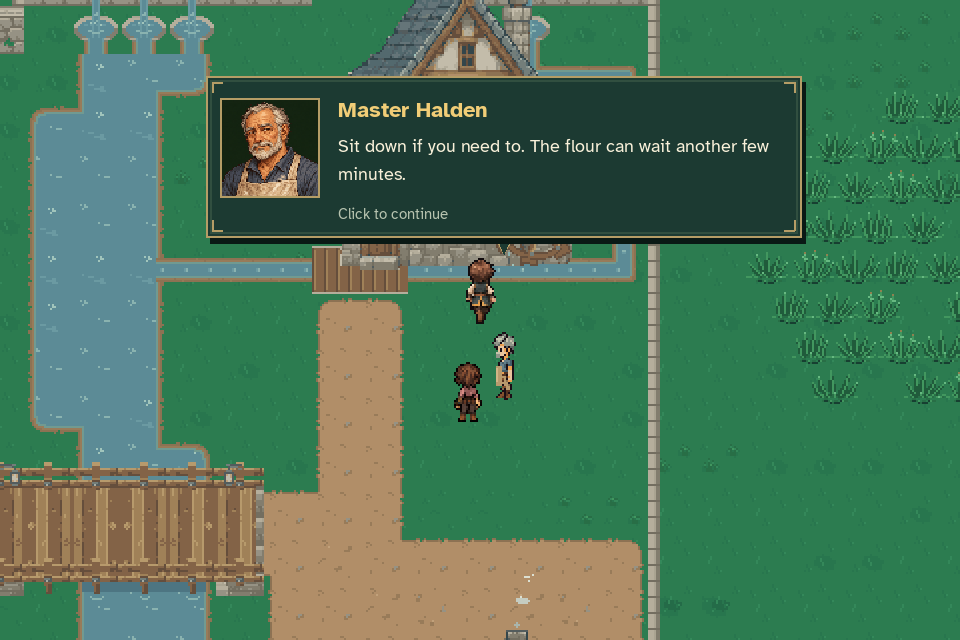 Master Halden
Sit down if you need to. The flour can wait another few
minutes.
Click to continue